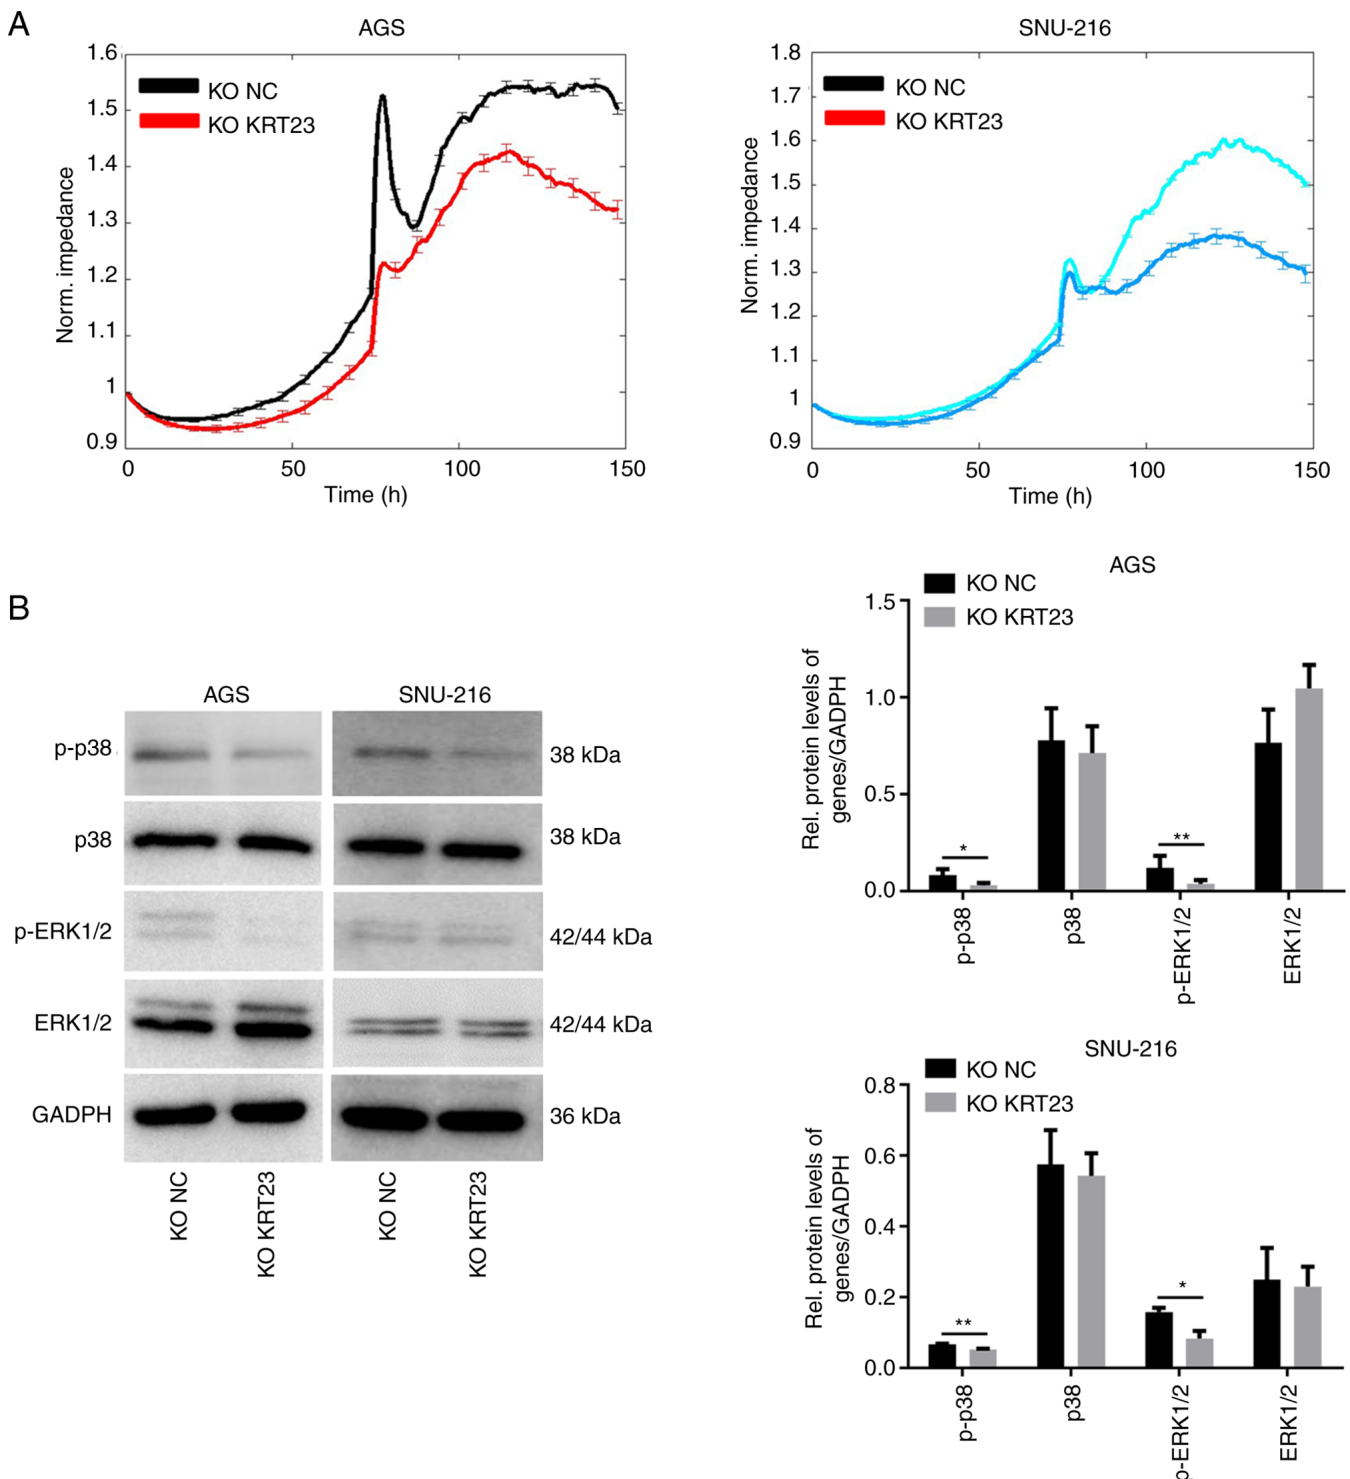 A
AGS
1.6
1.5
1.4
1.3
1.2
1.1
1
0.9
Norm. impedance
KO NC
KO KRT23
0
50
100
150
Time (h)
SNU-216
1.8
1.7
1.6
1.5
1.4
1.3
1.2
1.1
1
0.9
Norm. impedance
KO NC
KO KRT23
0
50
100
150
Time (h)
B
AGS
SNU-216
p-p38
38 kDa
p38
38 kDa
p-ERK1/2
42/44 kDa
ERK1/2
42/44 kDa
GADPH
36 kDa
KO NC
KO KRT23
KO NC
KO KRT23
AGS
KO NC
KO KRT23
Rel. protein levels of
genes/GADPH
1.5
1.0
0.5
0.0
*
**
p-p38
p38
p-ERK1/2
ERK1/2
SNU-216
KO NC
KO KRT23
Rel. protein levels of
genes/GADPH
0.8
0.6
0.4
0.2
0.0
**
*
p-p38
p38
p-ERK1/2
ERK1/2